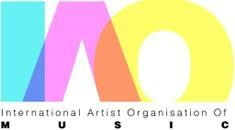 IAO
International Artist Organisation Of
MUSIC